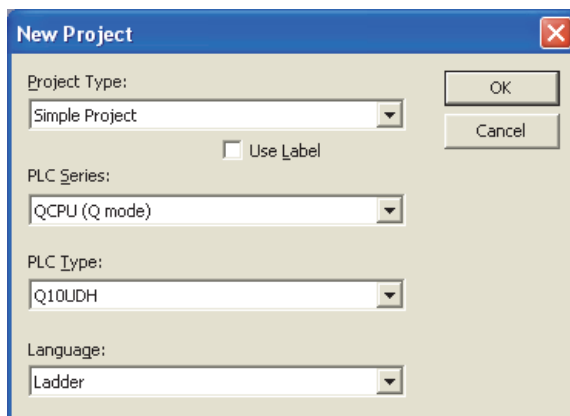 New Project
Project Type:
OK
Simple Project
Cancel
Use Label
PLC Series:
QCPU (Q mode)
PLC Type:
Q10UDH
Language:
Ladder